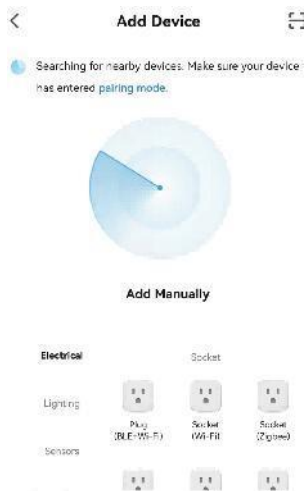 Add Device
Searching for nearby devices. Make sure your device
has entered pairing mode.
Add Manually
Electrical
Socket
Lighting
Plug
(BLE+Wi-Fi)
Socket
(Wi-Fi)
Socket
(Zigbee)
Sensors